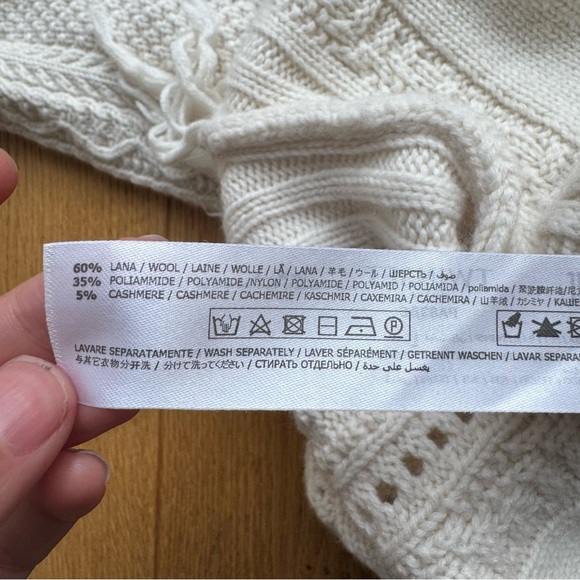 60% LANA / WOOL / LAINE / WOLLE / LÃ / LANA / 羊毛 / ウール / ШЕРСТЬ / صوف /
35% POLIAMMIDE / POLYAMIDE /NYLON / POLYAMIDE / POLYAMID / POLIAMIDA / poliamida / 聚酰胺纤维/
5% CASHMERE / CASHMERE / CACHEMIRE / KASCHMIR / CAXEMIRA / CACHEMIRA / 山羊绒 / カシミヤ /
P
LAVARE SEPARATAMENTE / WASH SEPARATELY / LAVER SÉPARÉMENT / GETRENNT WASCHEN / LAVAR
与其它衣物分开洗 / 分けて洗ってください / СТИРАТЬ ОТДЕЛЬНО / يغسل على حدة /